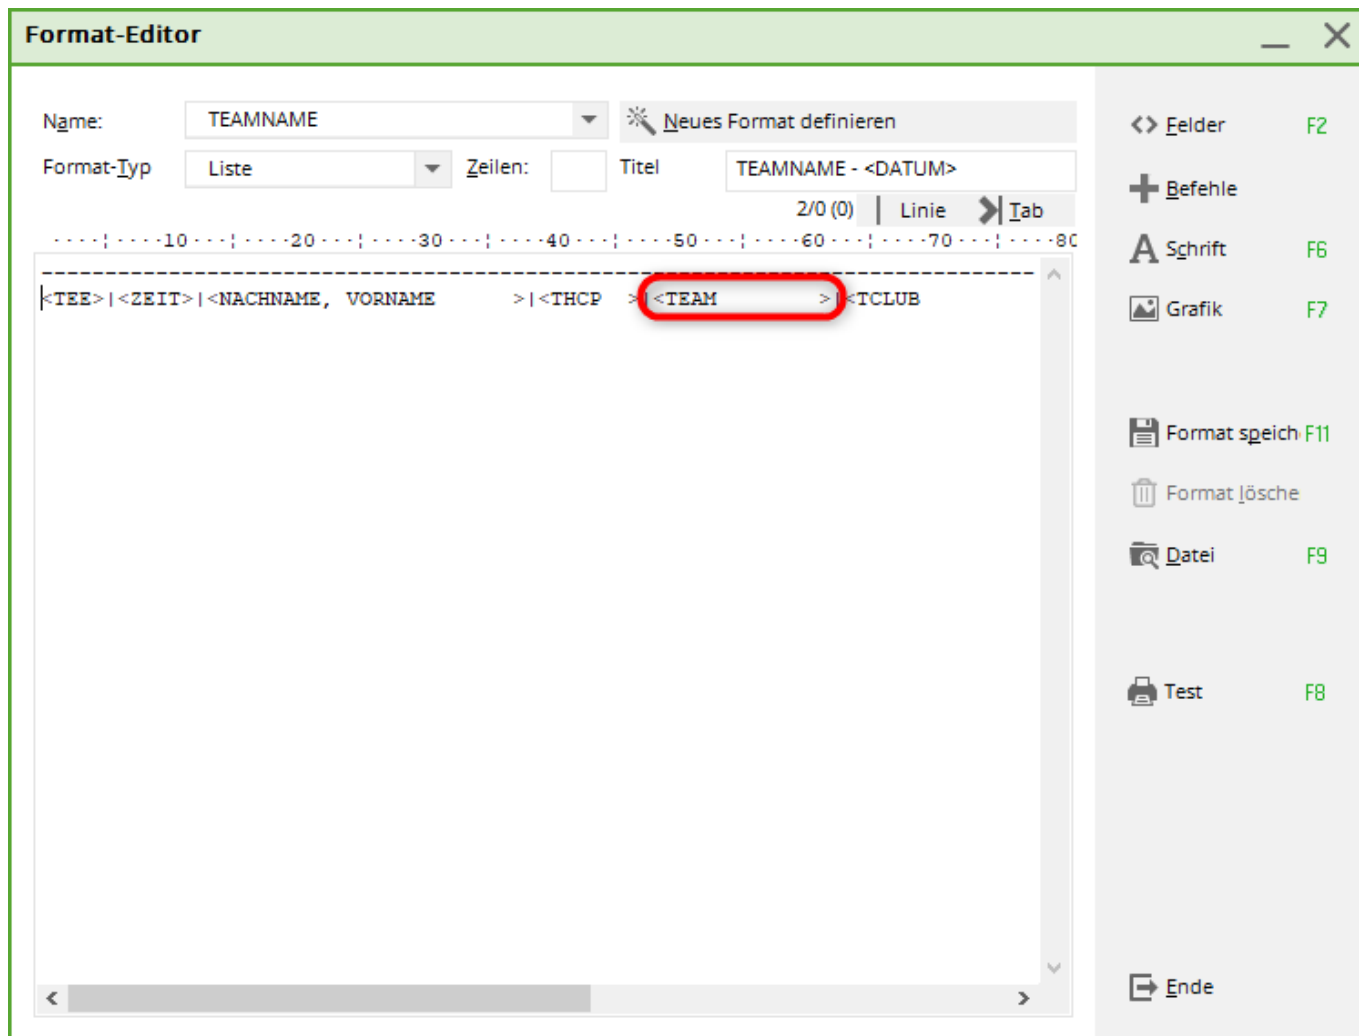 Format-Editor
Name: TEAMNAME Neues Format definieren
Format-Typ Liste Zeilen: Titel TEAMNAME - <DATUM>
2/0 (0) Linie Tab
····¦····10···¦····20···¦····30···¦····40···¦····50···¦····60···¦····70···¦····80
------------------------------------------------------------------------------
<TEE>|<ZEIT>|<NACHNAME, VORNAME      >|<THCP  >|<TEAM        >|<TCLUB
Felder F2
Befehle
Schrift F6
Grafik F7
Format speich F11
Format lösche
Datei F9
Test F8
Ende